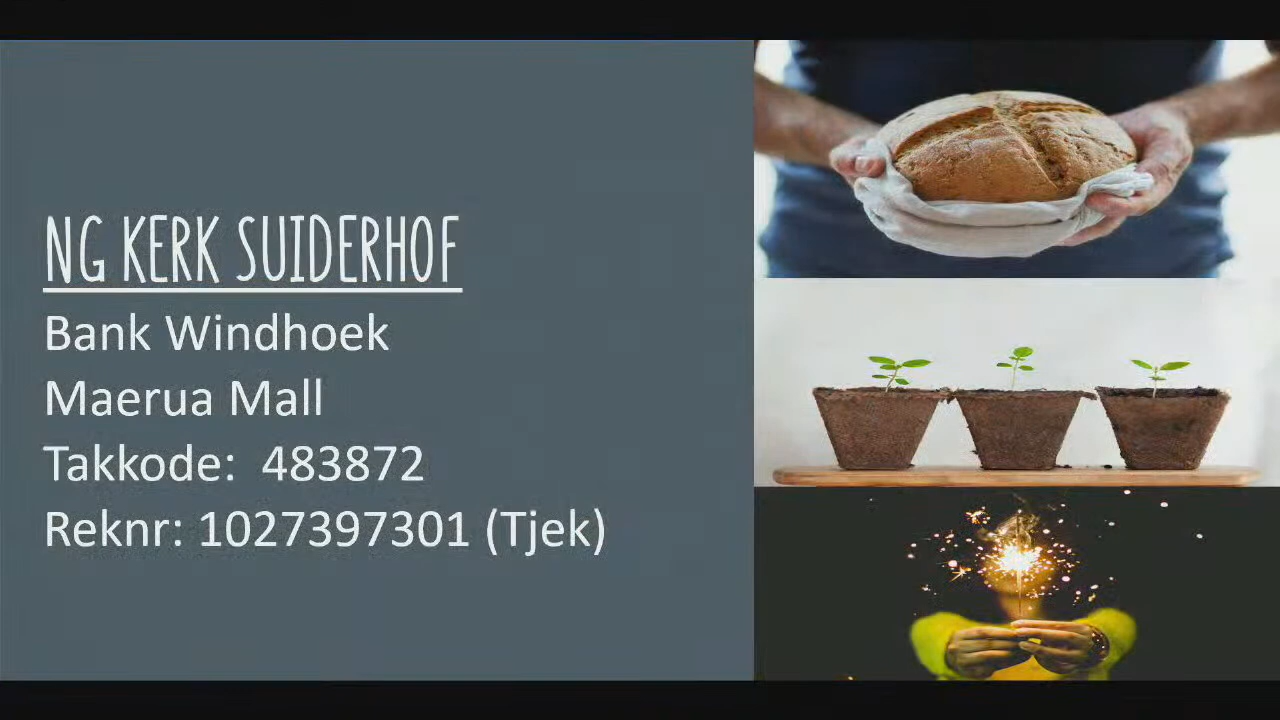 NG KERK SUIDERHOF
Bank Windhoek
Maerua Mall
Takkode:  483872
Reknr: 1027397301 (Tjek)